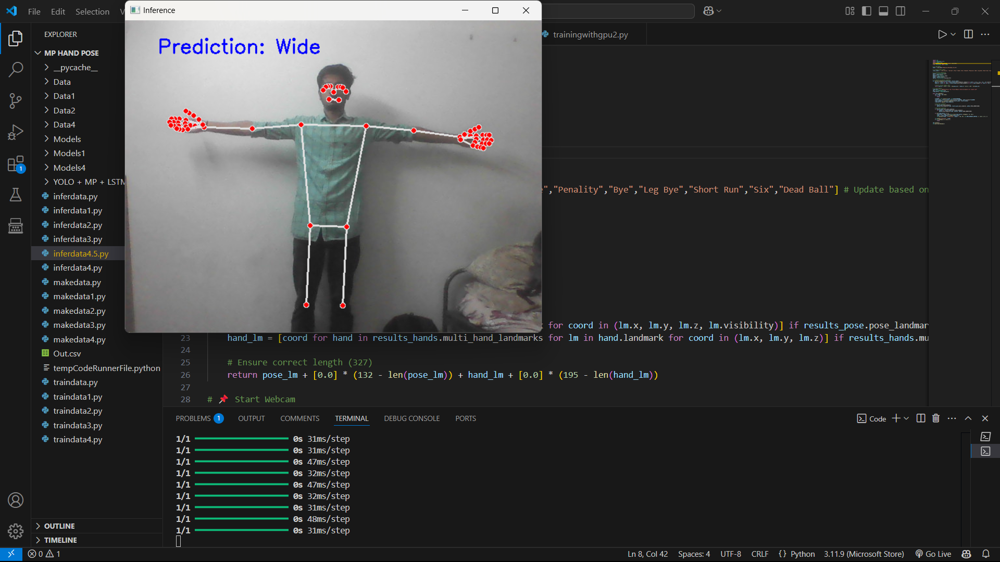 File Edit Selection
Inference
Prediction: Wide
trainingwithgpu2.py
EXPLORER
MP HAND POSE
__pycache__
Data
Data1
Data2
Data4
Models
Models1
Models4
YOLO + MP + LSTM
inferdata.py
inferdata1.py
inferdata2.py
inferdata3.py
inferdata4.5.py
inferdata4.py
makedata.py
makedata1.py
makedata2.py
makedata3.py
makedata4.py
Out.csv
tempCodeRunnerFile.python
traindata.py
traindata1.py
traindata2.py
traindata3.py
traindata4.py
OUTLINE
TIMELINE
1
","Penality","Bye","Leg Bye","Short Run","Six","Dead Ball"] # Update based on
for coord in (lm.x, lm.y, lm.z, lm.visibility)] if results_pose.pose_landmar
23 hand_lm = [coord for hand in results_hands.multi_hand_landmarks for lm in hand.landmark for coord in (lm.x, lm.y, lm.z)] if results_hands.mu
24
25 # Ensure correct length (327)
26 return pose_lm + [0.0] * (132 - len(pose_lm)) + hand_lm + [0.0] * (195 - len(hand_lm))
27
28 # 📌 Start Webcam
PROBLEMS 1 OUTPUT COMMENTS TERMINAL DEBUG CONSOLE PORTS
Code
1/1 0s 31ms/step
1/1 0s 31ms/step
1/1 0s 47ms/step
1/1 0s 32ms/step
1/1 0s 47ms/step
1/1 0s 32ms/step
1/1 0s 31ms/step
1/1 0s 48ms/step
1/1 0s 31ms/step
0 1 Ln 8, Col 42 Spaces: 4 UTF-8 CRLF {} Python 3.11.9 (Microsoft Store) Go Live